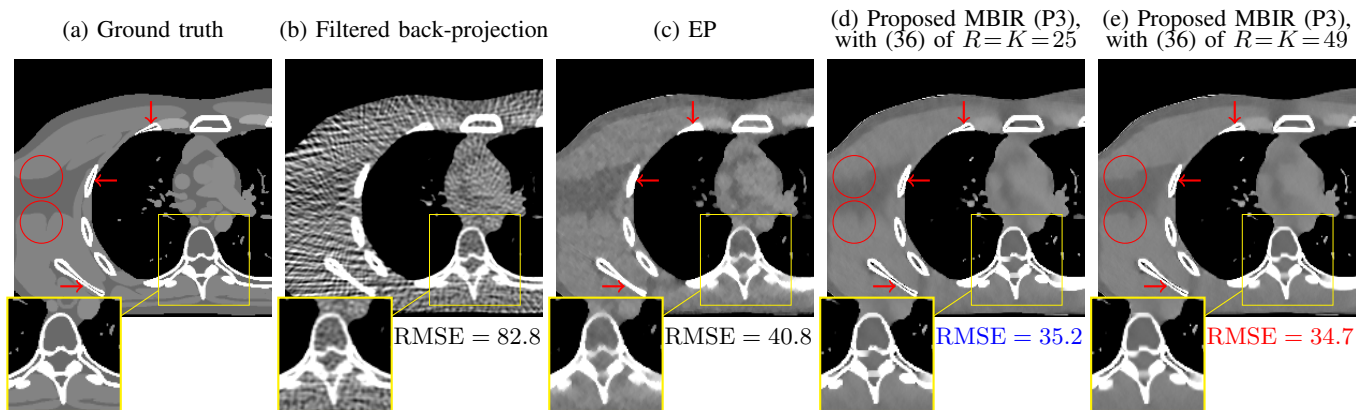 (a) Ground truth
(b) Filtered back-projection
(c) EP
(d) Proposed MBIR (P3),
with (36) of R=K=25
(e) Proposed MBIR (P3),
with (36) of R=K=49
RMSE = 82.8
RMSE = 40.8
RMSE = 35.2
RMSE = 34.7